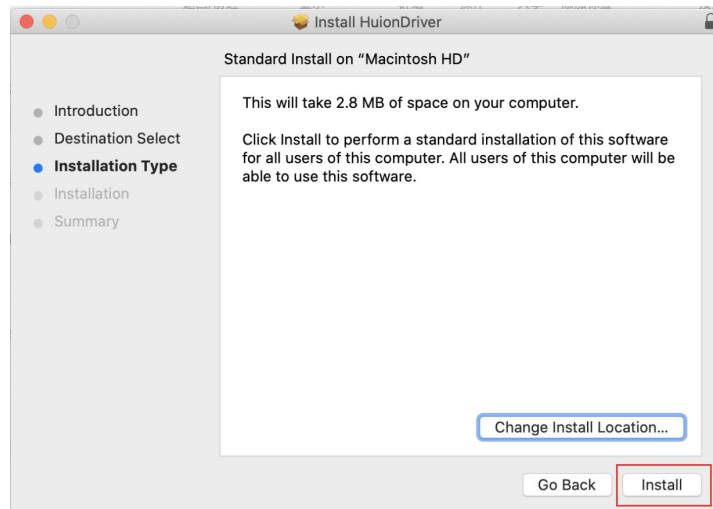 Install HuionDriver
Standard Install on “Macintosh HD”
Introduction
Destination Select
Installation Type
Installation
Summary
This will take 2.8 MB of space on your computer.
Click Install to perform a standard installation of this software
for all users of this computer. All users of this computer will be
able to use this software.
Change Install Location...
Go Back
Install